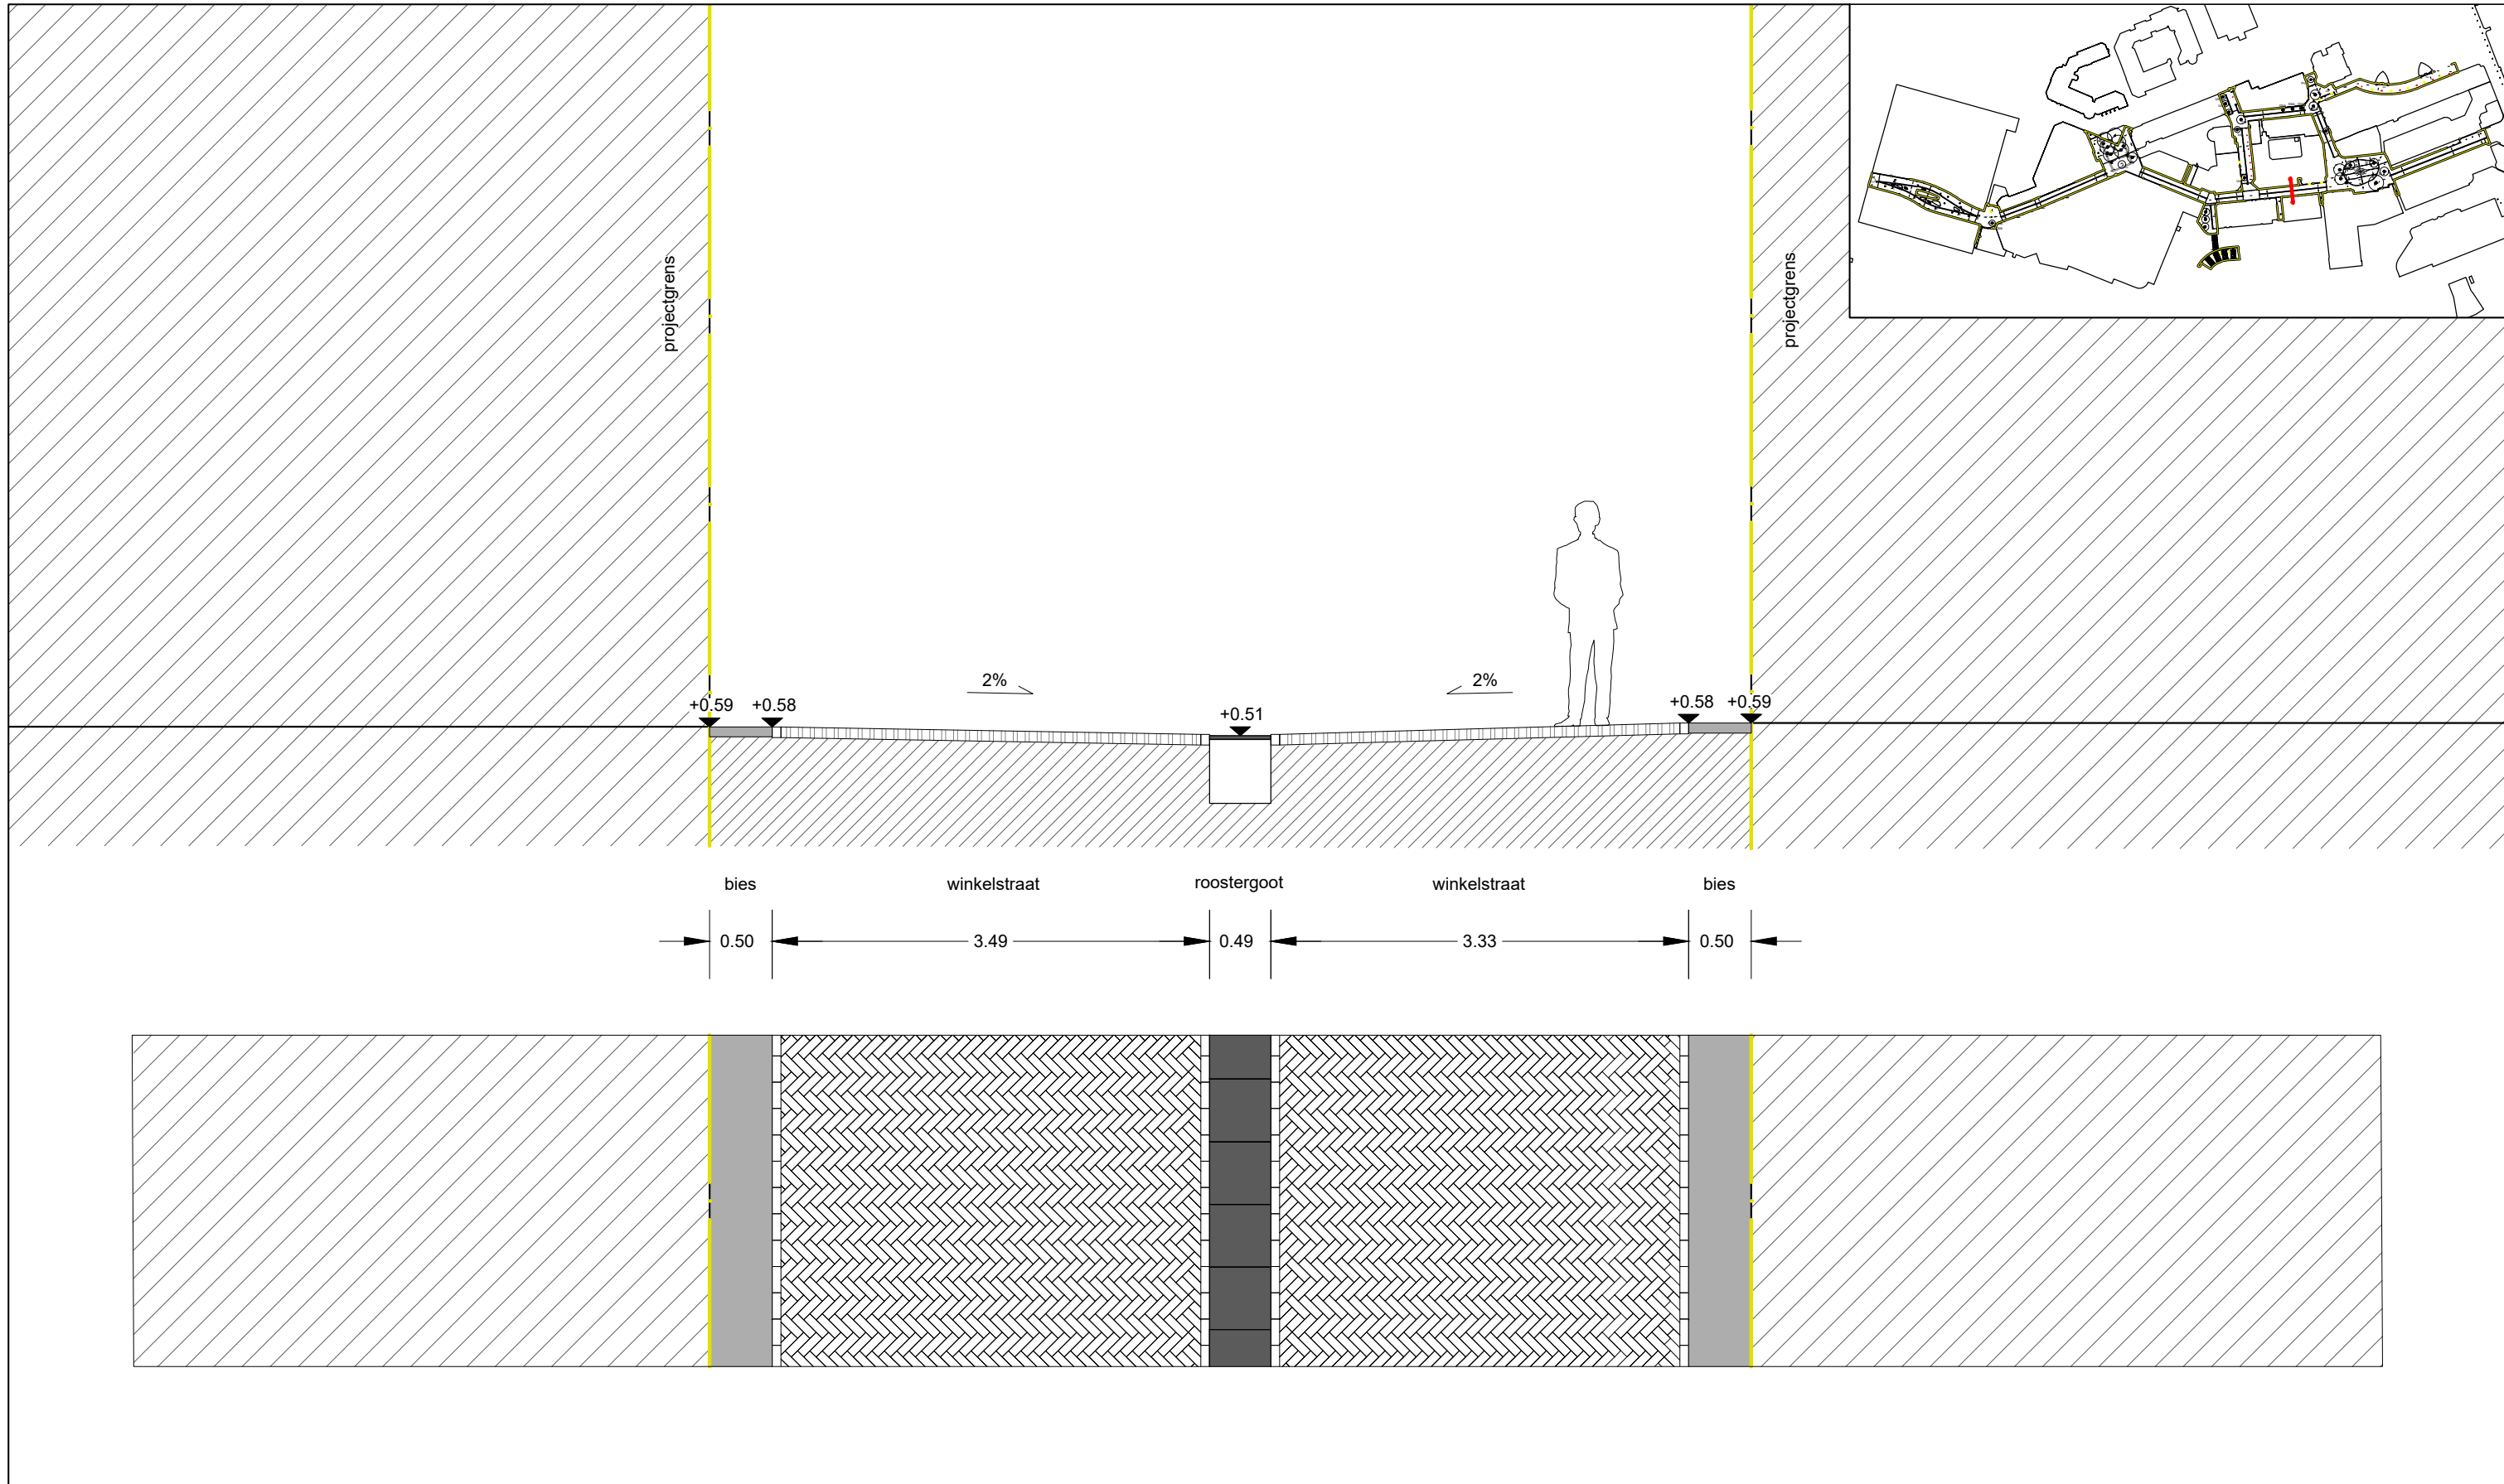 projectgrens
projectgrens
2%
2%
+0.59
+0.58
+0.51
+0.58
+0.59
bies
winkelstraat
roostergoot
winkelstraat
bies
0.50
3.49
0.49
3.33
0.50